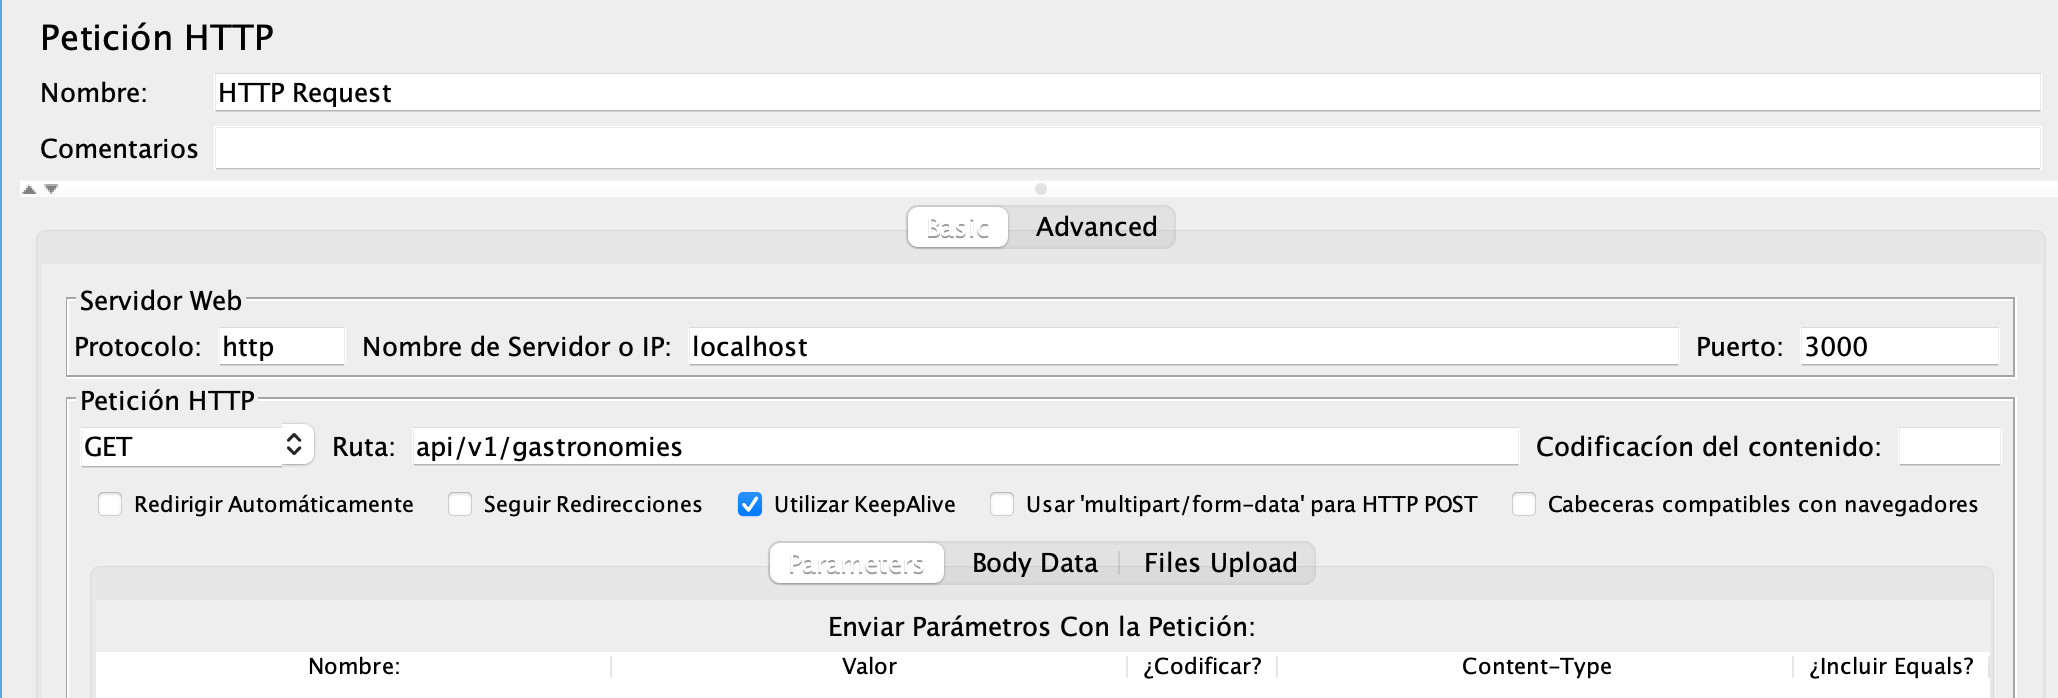 Petición HTTP
Nombre: HTTP Request
Comentarios
Basic Advanced
Servidor Web
Protocolo: http Nombre de Servidor o IP: localhost Puerto: 3000
Petición HTTP
GET Ruta: api/v1/gastronomies Codificacíon del contenido:
Redirigir Automáticamente Seguir Redirecciones Utilizar KeepAlive Usar 'multipart/form-data' para HTTP POST Cabeceras compatibles con navegadores
Parameters Body Data Files Upload
Enviar Parámetros Con la Petición:
Nombre: Valor ¿Codificar? Content-Type ¿Incluir Equals?